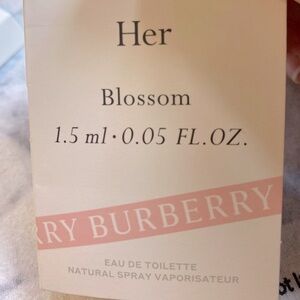 Her
Blossom
1.5 ml · 0.05 FL.OZ.
RY BURBERRY
EAU DE TOILETTE
NATURAL SPRAY VAPORISATEUR